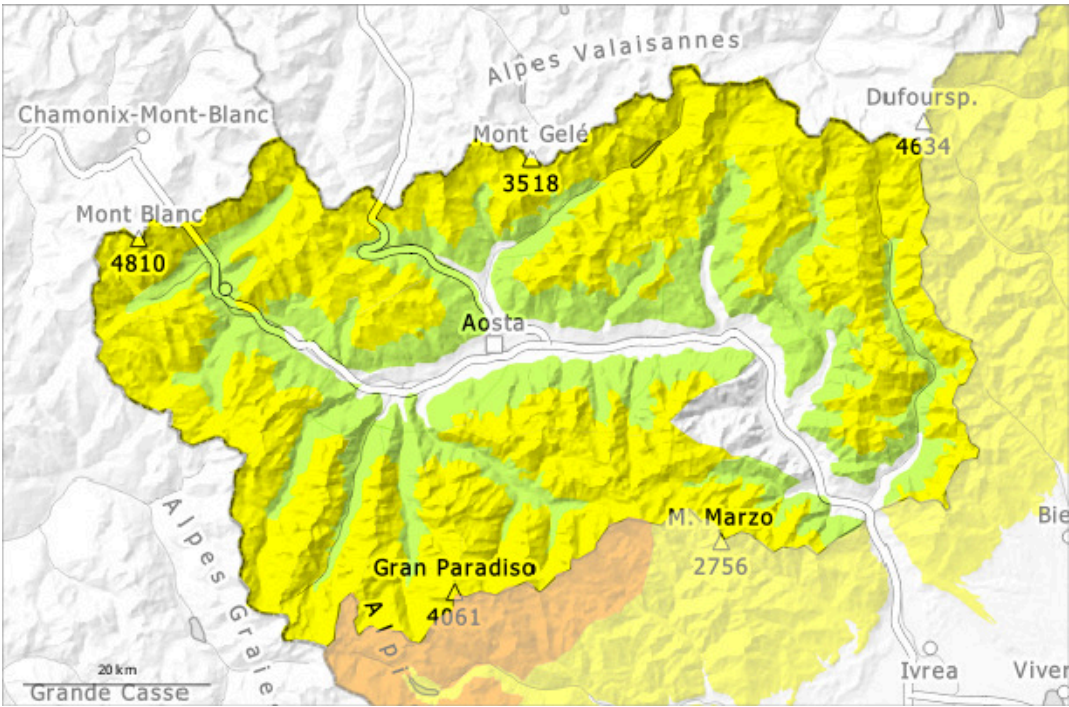 Alpes Valaisannes
Dufoursp.
4634
Chamonix-Mont-Blanc
Mont Gelé
3518
Mont Blanc
4810
Aosta
M. Marzo
2756
Bie
Gran Paradiso
4061
Alpes Graie
Alpi
20 km
Grande Casse
Ivrea
Viver